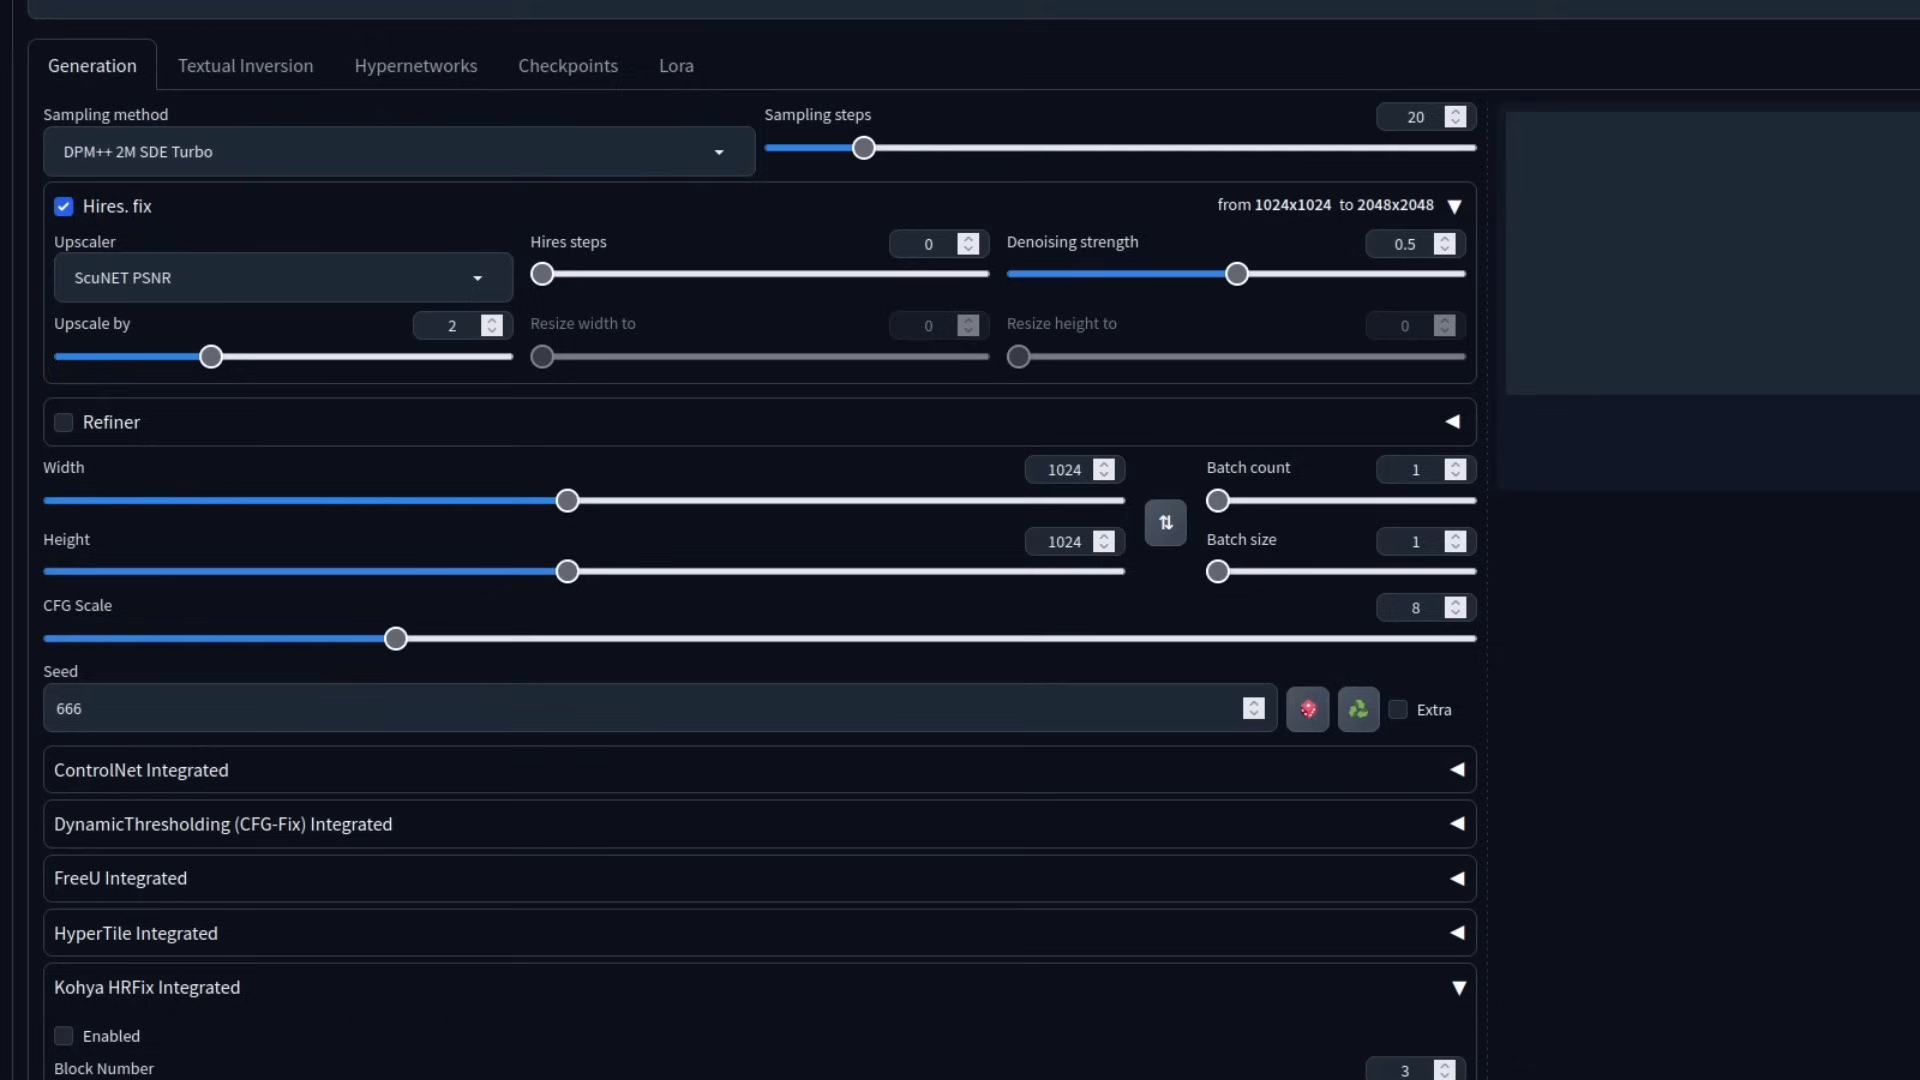 Generation Textual Inversion Hypernetworks Checkpoints Lora
Sampling method
DPM++ 2M SDE Turbo
Sampling steps
20
Hires. fix
from 1024x1024 to 2048x2048
Upscaler
ScuNET PSNR
Hires steps
0
Denoising strength
0.5
Upscale by
2
Resize width to
0
Resize height to
0
Refiner
Width
1024
Height
1024
Batch count
1
Batch size
1
CFG Scale
8
Seed
666
Extra
ControlNet Integrated
DynamicThresholding (CFG-Fix) Integrated
FreeU Integrated
HyperTile Integrated
Kohya HRFix Integrated
Enabled
Block Number
3